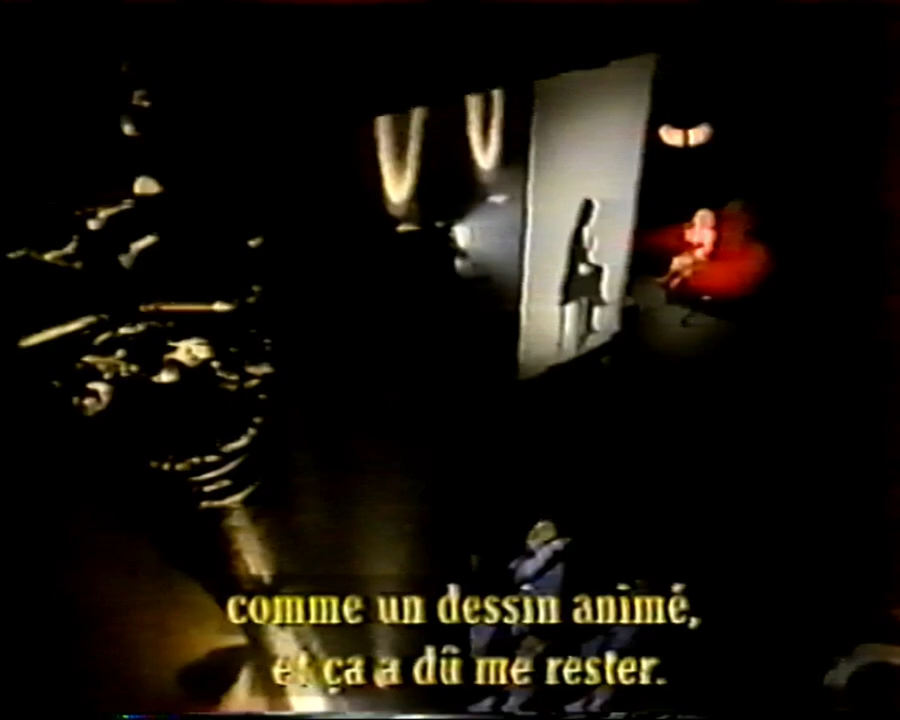 comme un dessin animé,
et ça a dû me rester.